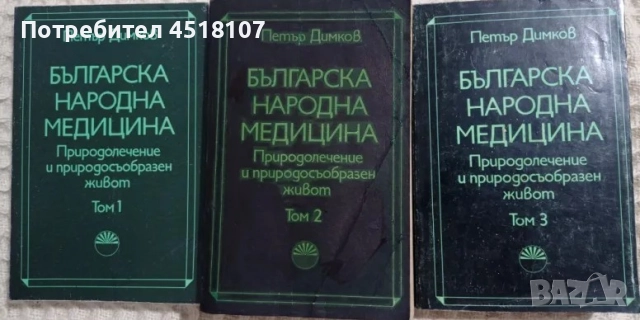 Потребител 4518107
Петър Димков
БЪЛГАРСКА
НАРОДНА
МЕДИЦИНА
Природолечение
и природосъобразен
живот
Том 1
Петър Димков
БЪЛГАРСКА
НАРОДНА
МЕДИЦИНА
Природолечение
и природосъобразен
живот
Том 2
Петър Димков
БЪЛГАРСКА
НАРОДНА
МЕДИЦИНА
Природолечение
и природосъобразен
живот
Том 3
BAZAR